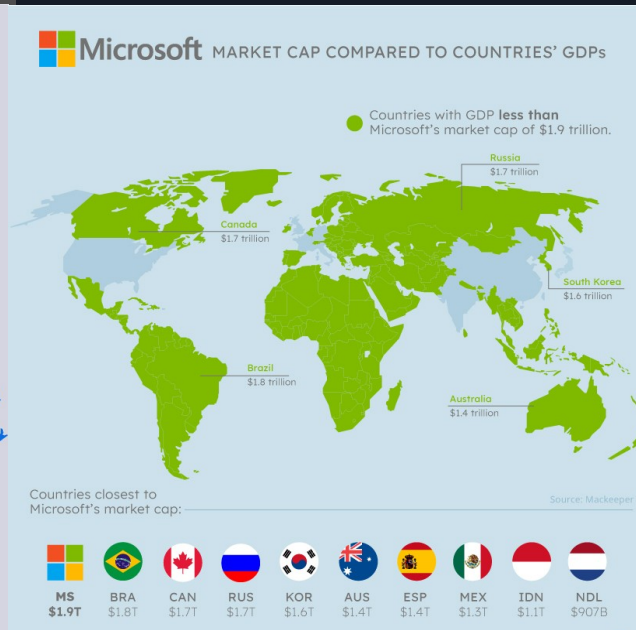 Microsoft MARKET CAP COMPARED TO COUNTRIES' GDPs
Countries with GDP less than
Microsoft's market cap of $1.9 trillion.
Russia
$1.7 trillion
Canada
$1.7 trillion
South Korea
$1.6 trillion
Brazil
$1.8 trillion
Australia
$1.4 trillion
Countries closest to
Microsoft's market cap:
Source: Mackeeper
MS BRA CAN RUS KOR AUS ESP MEX IDN NDL
$1.9T $1.8T $1.7T $1.7T $1.6T $1.4T $1.4T $1.3T $1.1T $907B